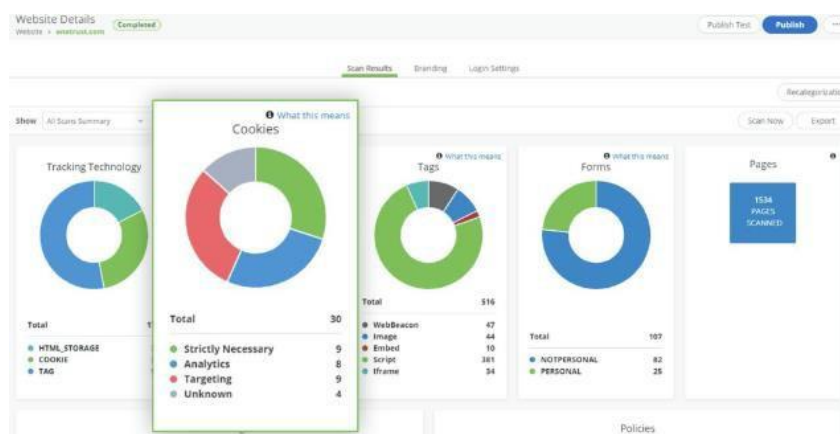 Website Details
Completed
Website > onetrust.com
Publish Test
Publish
Scan Results
Branding
Login Settings
Show
All Scans Summary
Scan Now
Export
Tracking Technology
Total
HTML_STORAGE
COOKIE
TAG
What this means
Cookies
Total 30
Strictly Necessary 9
Analytics 8
Targeting 9
Unknown 4
What this means
Tags
Total 516
WebBeacon 47
Image 44
Embed 10
Script 381
Iframe 34
What this means
Forms
Total 107
NOTPERSONAL 82
PERSONAL 25
Pages
1534
PAGES
SCANNED
Policies